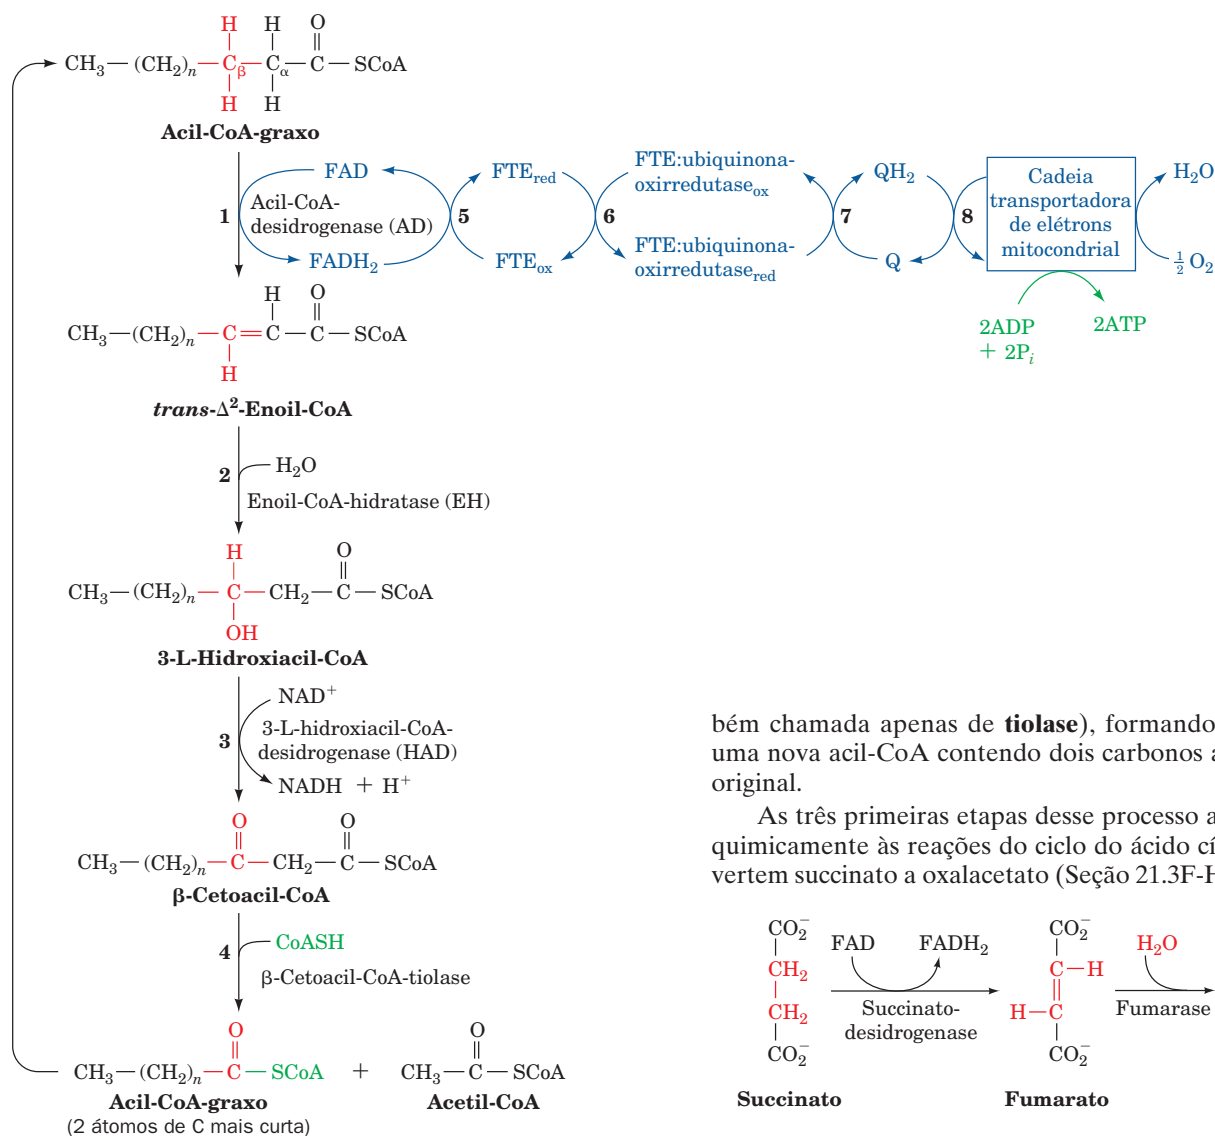 H H O
CH3—(CH2)n—Cβ—Cα—C—SCoA
H H
Acil-CoA-graxo
1
FAD
Acil-CoA-
desidrogenase (AD)
FADH2
5
FTEred
FTEox
6
FTE:ubiquinona-
oxirredutaseox
FTE:ubiquinona-
oxirredutasered
7
QH2
Q
8
Cadeia
transportadora
de elétrons
mitocondrial
H2O
1/2 O2
2ADP
+ 2Pi
2ATP
H O
CH3—(CH2)n—C=C—C—SCoA
H
trans-Δ2-Enoil-CoA
2
H2O
Enoil-CoA-hidratase (EH)
H O
CH3—(CH2)n—C—CH2—C—SCoA
OH
3-L-Hidroxiacil-CoA
3
NAD+
3-L-hidroxiacil-CoA-
desidrogenase (HAD)
NADH + H+
O O
CH3—(CH2)n—C—CH2—C—SCoA
β-Cetoacil-CoA
4
CoASH
β-Cetoacil-CoA-tiolase
O O
CH3—(CH2)n—C—SCoA + CH3—C—SCoA
Acil-CoA-graxo Acetil-CoA
(2 átomos de C mais curta)
bém chamada apenas de tiolase), formando
uma nova acil-CoA contendo dois carbonos a
original.
As três primeiras etapas desse processo a
quimicamente às reações do ciclo do ácido cí
vertem succinato a oxalacetato (Seção 21.3F-H
CO2−
CH2
CH2
CO2−
Succinato
FAD FADH2
Succinato-
desidrogenase
CO2−
C—H
H—C
CO2−
Fumarato
H2O
Fumarase